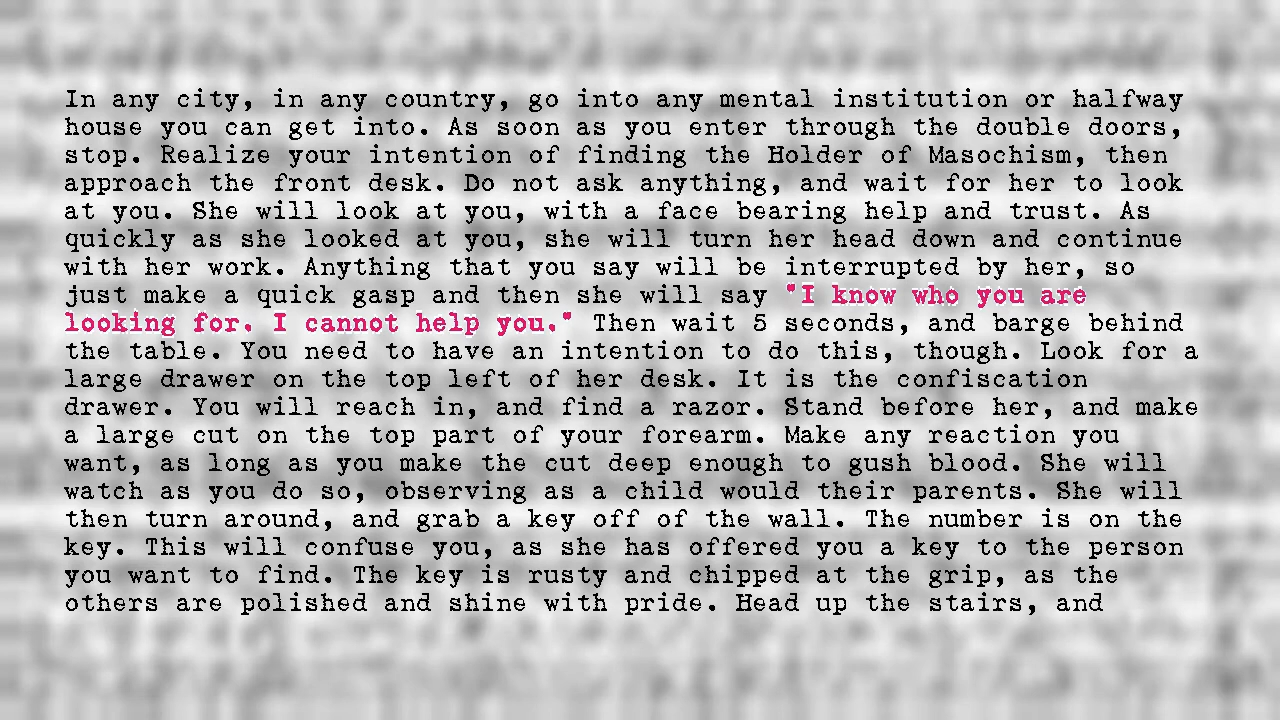 In any city, in any country, go into any mental institution or halfway
house you can get into. As soon as you enter through the double doors,
stop. Realize your intention of finding the Holder of Masochism, then
approach the front desk. Do not ask anything, and wait for her to look
at you. She will look at you, with a face bearing help and trust. As
quickly as she looked at you, she will turn her head down and continue
with her work. Anything that you say will be interrupted by her, so
just make a quick gasp and then she will say "I know who you are
looking for. I cannot help you." Then wait 5 seconds, and barge behind
the table. You need to have an intention to do this, though. Look for a
large drawer on the top left of her desk. It is the confiscation
drawer. You will reach in, and find a razor. Stand before her, and make
a large cut on the top part of your forearm. Make any reaction you
want, as long as you make the cut deep enough to gush blood. She will
watch as you do so, observing as a child would their parents. She will
then turn around, and grab a key off of the wall. The number is on the
key. This will confuse you, as she has offered you a key to the person
you want to find. The key is rusty and chipped at the grip, as the
others are polished and shine with pride. Head up the stairs, and